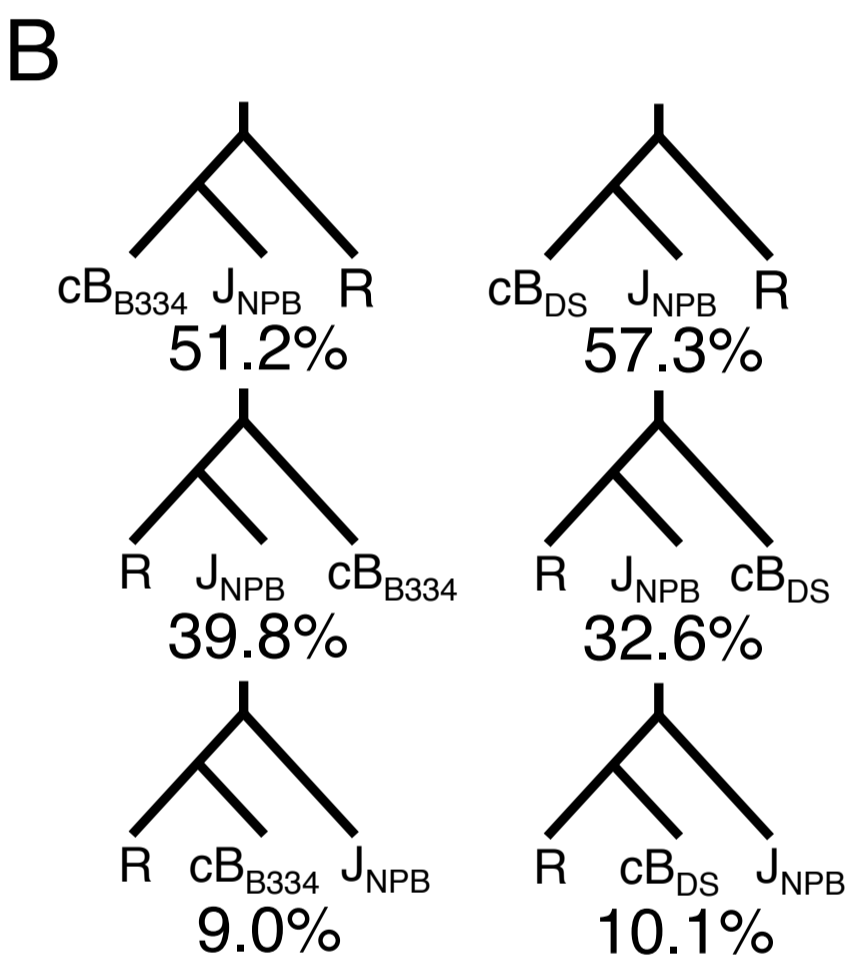 B
cB_B334 J_NPB R cB_DS J_NPB R
51.2% 57.3%
R J_NPB cB_B334 R J_NPB cB_DS
39.8% 32.6%
R cB_B334 J_NPB R cB_DS J_NPB
9.0% 10.1%